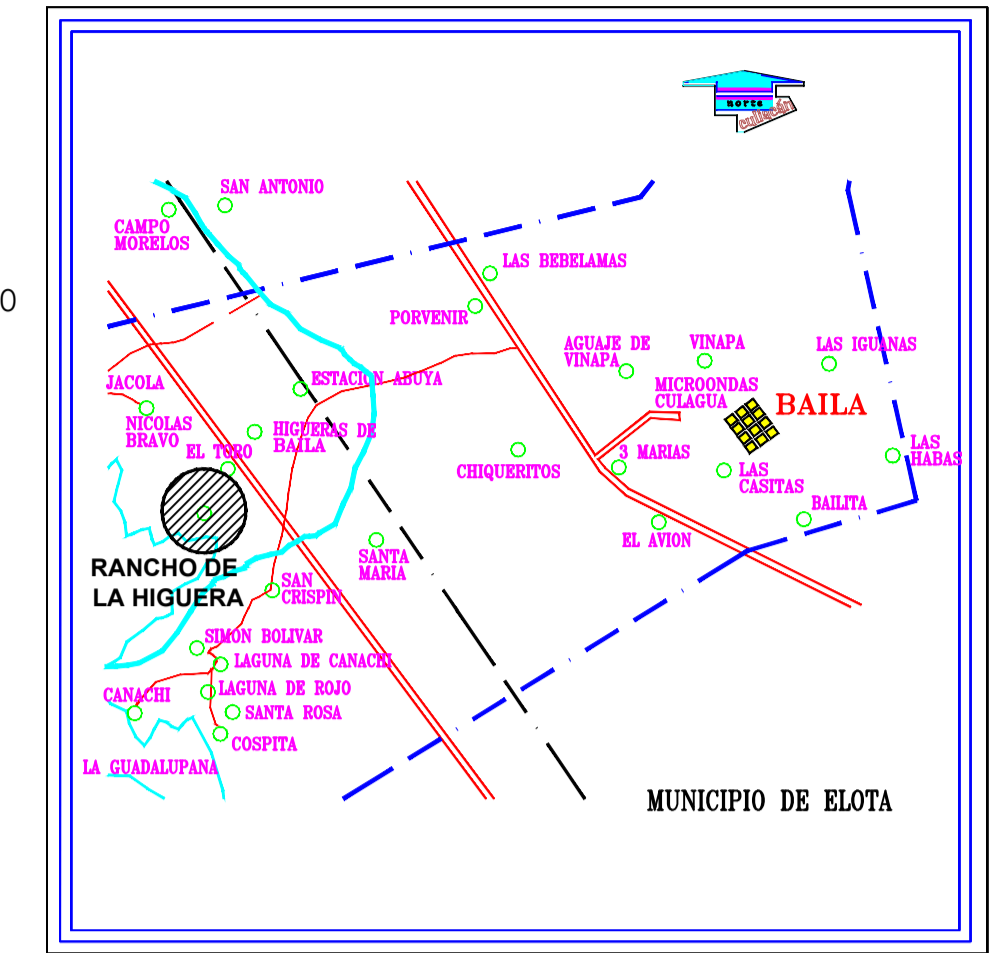 norte
culiacán
SAN ANTONIO
CAMPO
MORELOS
LAS BEBELAMAS
0
PORVENIR
AGUAJE DE
VINAPA
VINAPA
LAS IGUANAS
JACOLA
ESTACION ABUYA
MICROONDAS
CULAGUA
BAILA
NICOLAS
BRAVO
HIGUERAS DE
BAILA
EL TORO
CHIQUERITOS
3 MARIAS
LAS
CASITAS
LAS
HABAS
BAILITA
EL AVION
RANCHO DE
LA HIGUERA
SANTA
MARIA
SAN
CRISPIN
SIMON BOLIVAR
LAGUNA DE CANACHI
CANACHI
LAGUNA DE ROJO
SANTA ROSA
COSPITA
LA GUADALUPANA
MUNICIPIO DE ELOTA